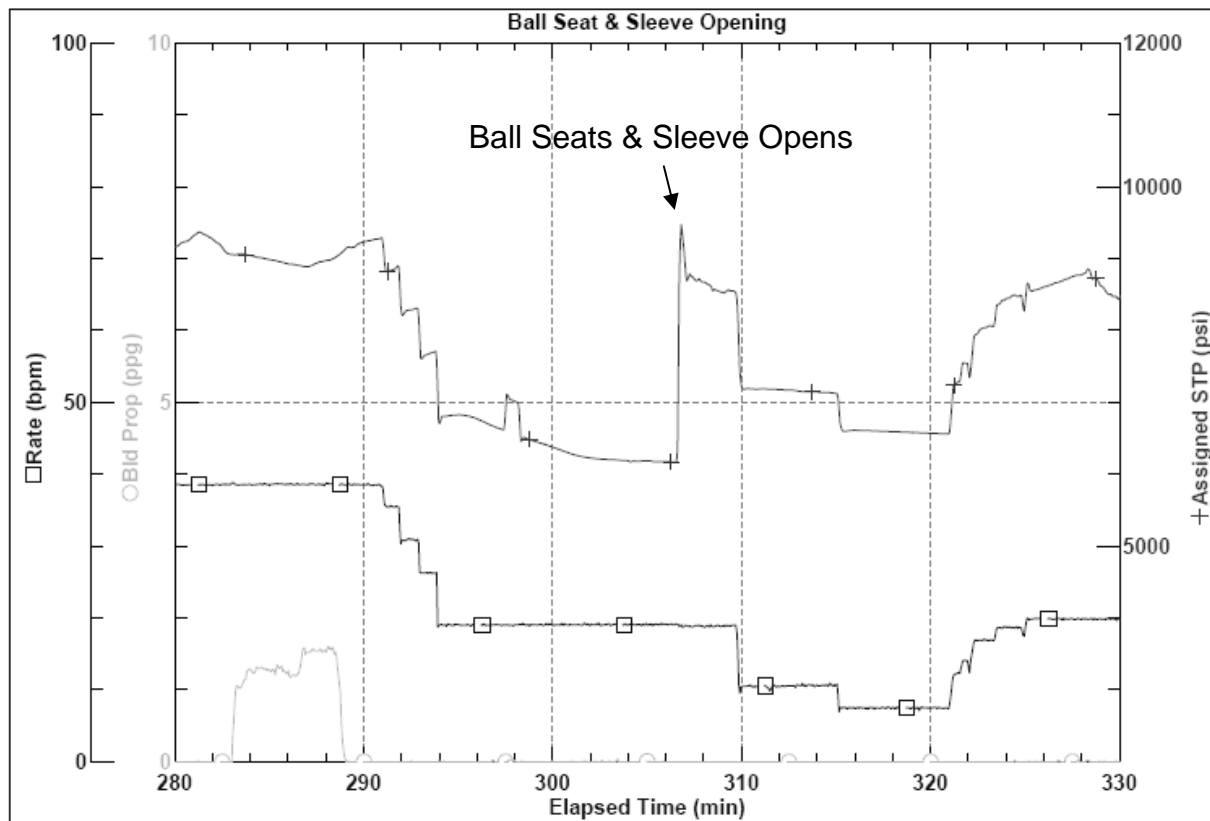 Ball Seat & Sleeve Opening
100
10
12000
Ball Seats & Sleeve Opens
10000
Rate (bpm)
Bld Prop (ppg)
Assigned STP (psi)
50
5
5000
0
0
280
290
300
310
320
330
Elapsed Time (min)